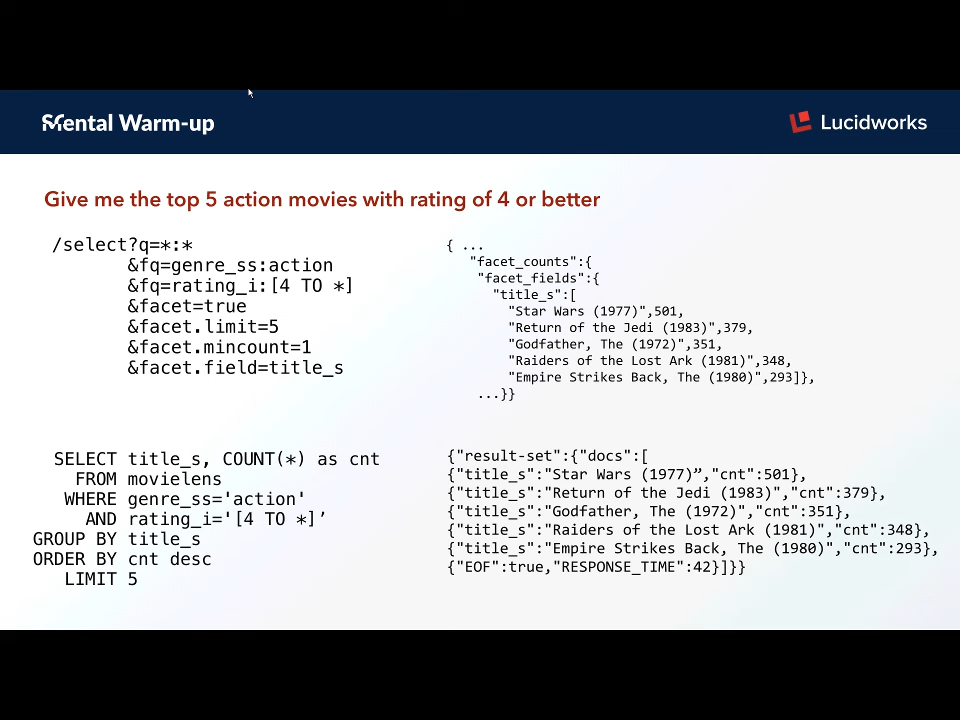 Mental Warm-up
Lucidworks
Give me the top 5 action movies with rating of 4 or better
/select?q=*:*
&fq=genre_ss:action
&fq=rating_i:[4 TO *]
&facet=true
&facet.limit=5
&facet.mincount=1
&facet.field=title_s
{ ...
"facet_counts":{
"facet_fields":{
"title_s":[
"Star Wars (1977)",501,
"Return of the Jedi (1983)",379,
"Godfather, The (1972)",351,
"Raiders of the Lost Ark (1981)",348,
"Empire Strikes Back, The (1980)",293]},
...}}
SELECT title_s, COUNT(*) as cnt
FROM movielens
WHERE genre_ss='action'
AND rating_i='[4 TO *]’
GROUP BY title_s
ORDER BY cnt desc
LIMIT 5
{"result-set":{"docs":[
{"title_s":"Star Wars (1977)”,"cnt":501},
{"title_s":"Return of the Jedi (1983)","cnt":379},
{"title_s":"Godfather, The (1972)","cnt":351},
{"title_s":"Raiders of the Lost Ark (1981)","cnt":348},
{"title_s":"Empire Strikes Back, The (1980)","cnt":293},
{"EOF":true,"RESPONSE_TIME":42}]}}